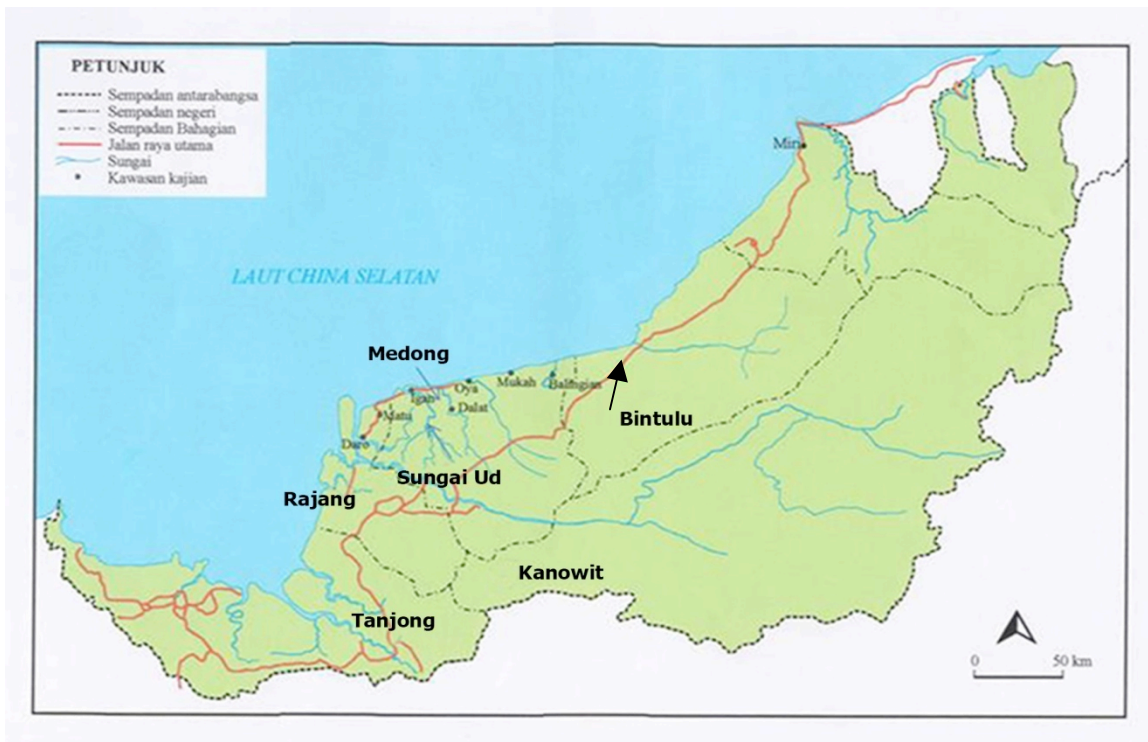 PETUNJUK
Sempadan antarabangsa
Sempadan negeri
Sempadan Bahagian
Jalan raya utama
Sungai
Kawasan kajian
Miri
LAUT CHINA SELATAN
Medong
Mukah
Balingian
Oya
Igan
Dalat
Matu
Bintulu
Daro
Sungai Ud
Rajang
Kanowit
Tanjong
0 50 km